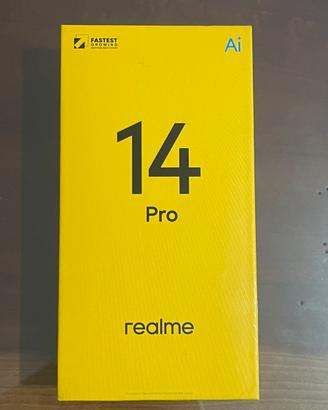 FASTEST
GROWING
Ai
14
Pro
realme